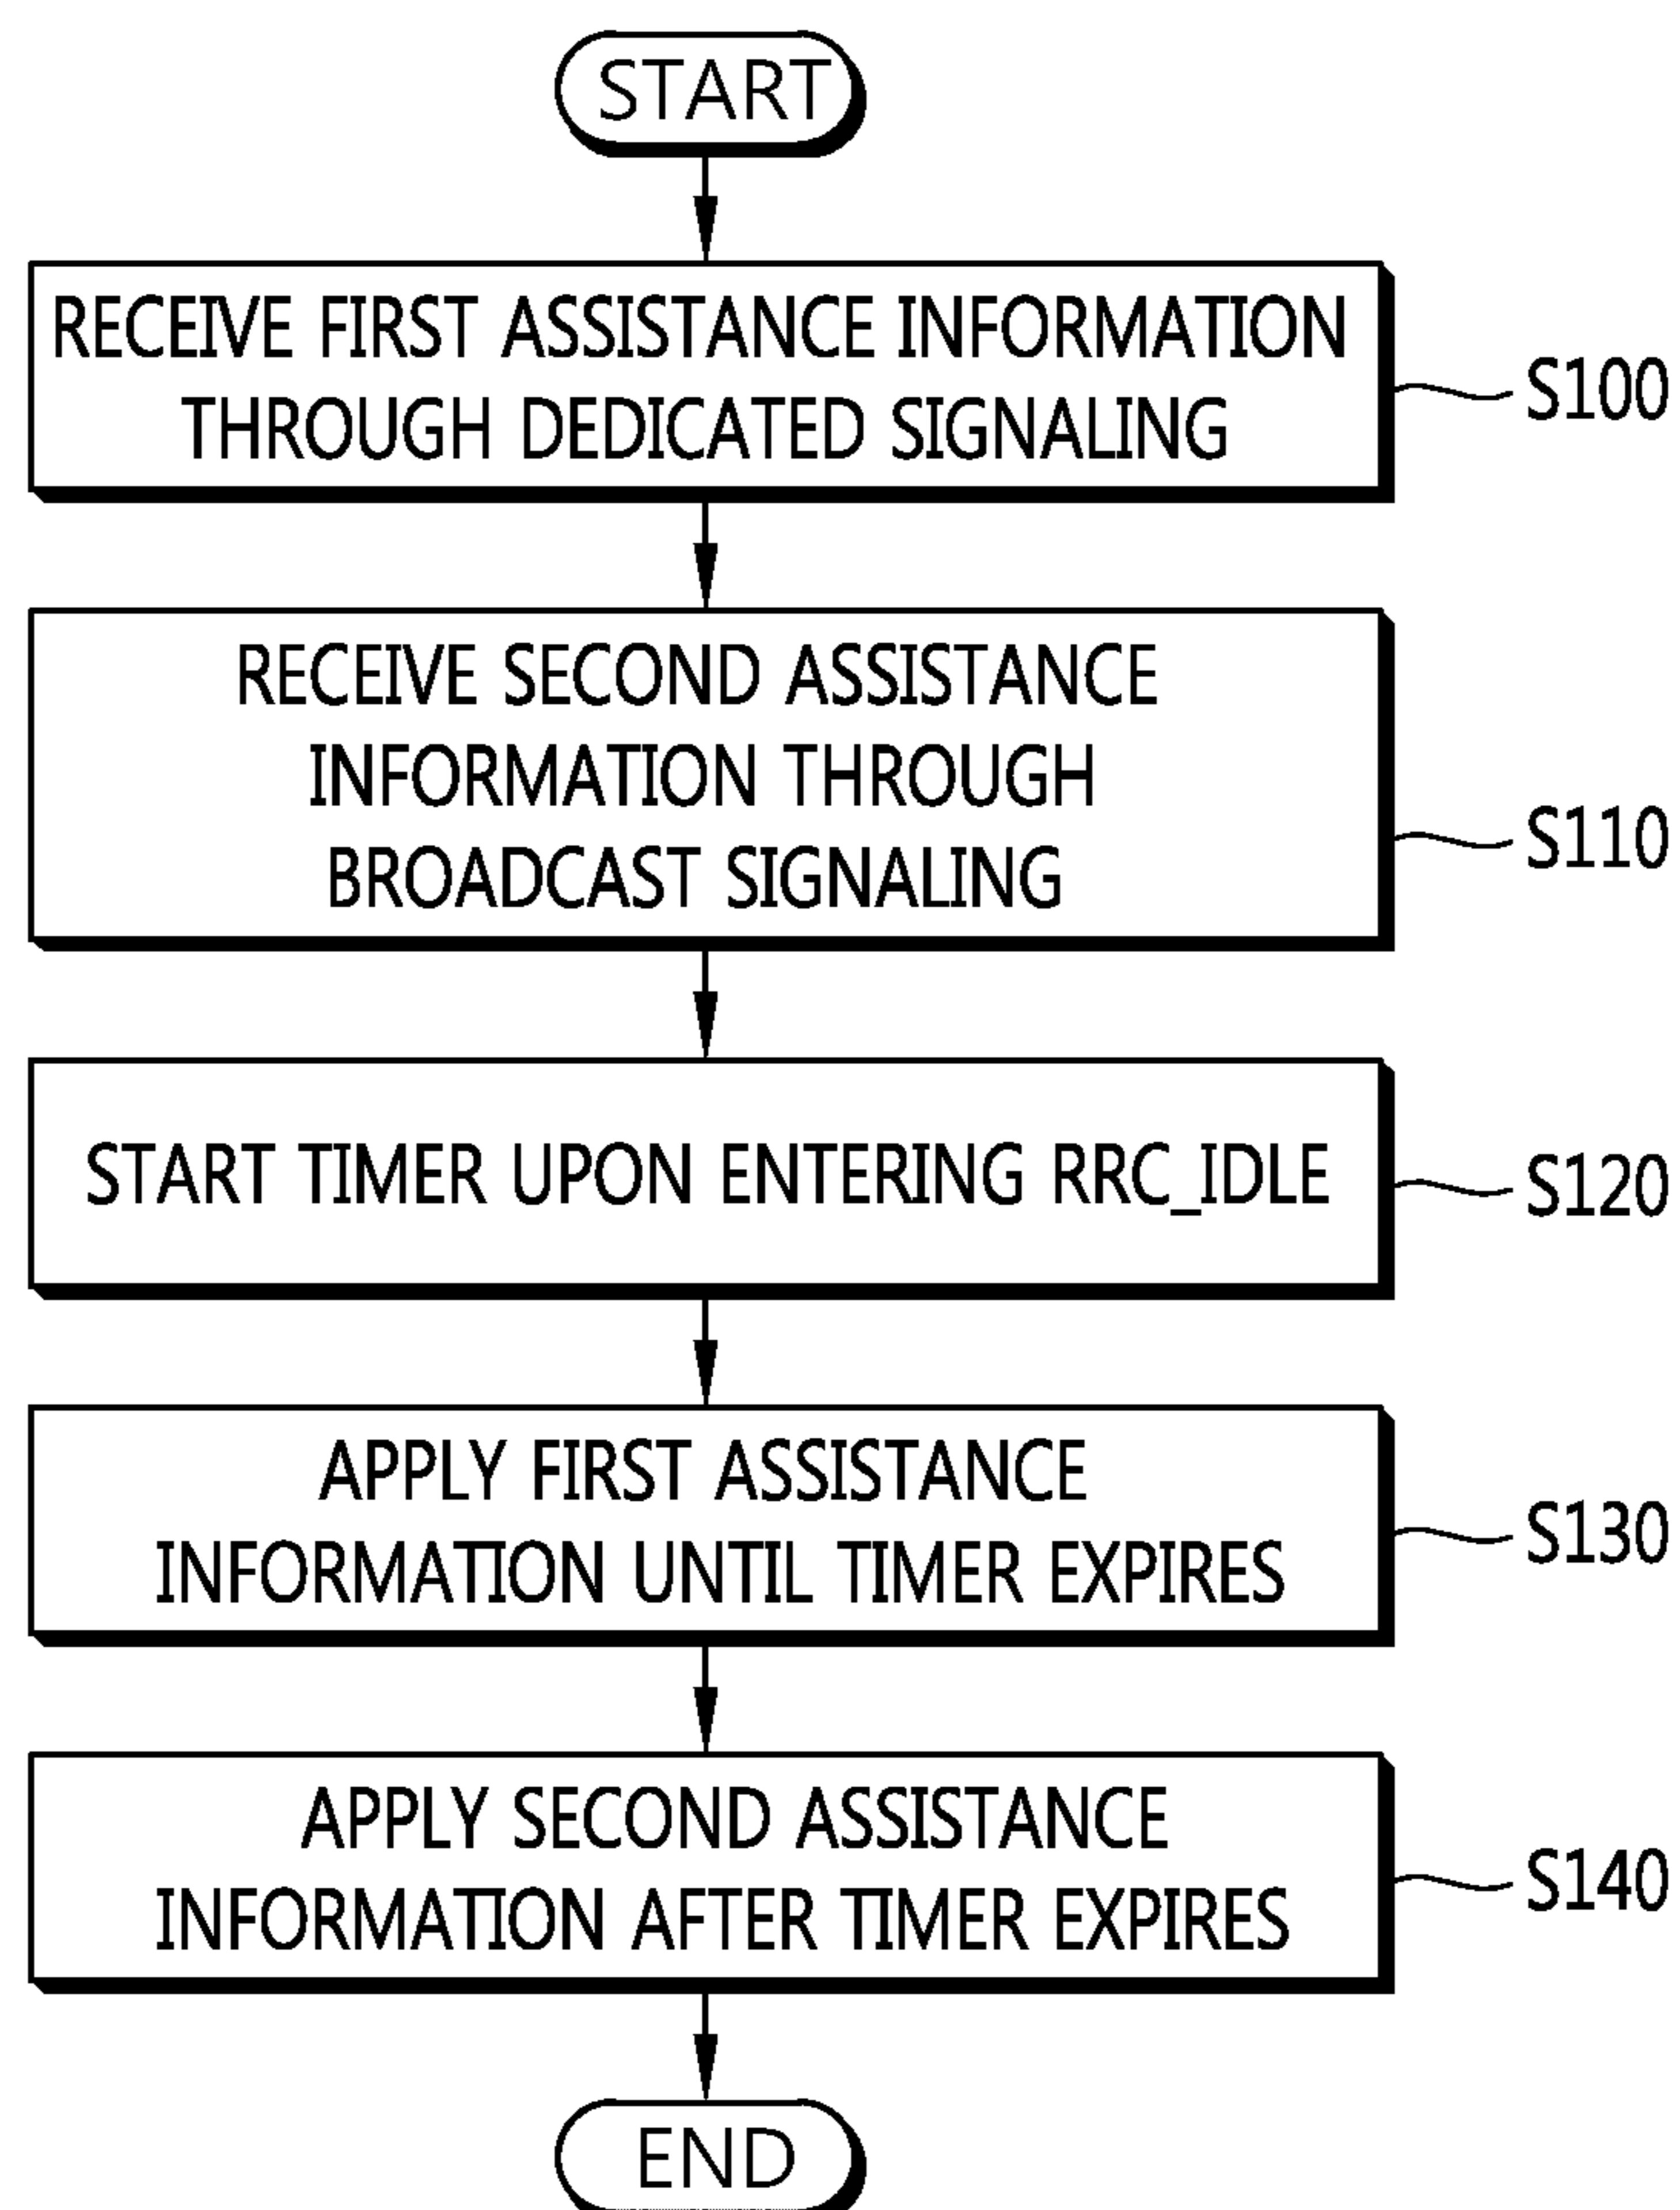 START
RECEIVE FIRST ASSISTANCE INFORMATION
THROUGH DEDICATED SIGNALING
S100
RECEIVE SECOND ASSISTANCE
INFORMATION THROUGH
BROADCAST SIGNALING
S110
START TIMER UPON ENTERING RRC_IDLE
S120
APPLY FIRST ASSISTANCE
INFORMATION UNTIL TIMER EXPIRES
S130
APPLY SECOND ASSISTANCE
INFORMATION AFTER TIMER EXPIRES
S140
END